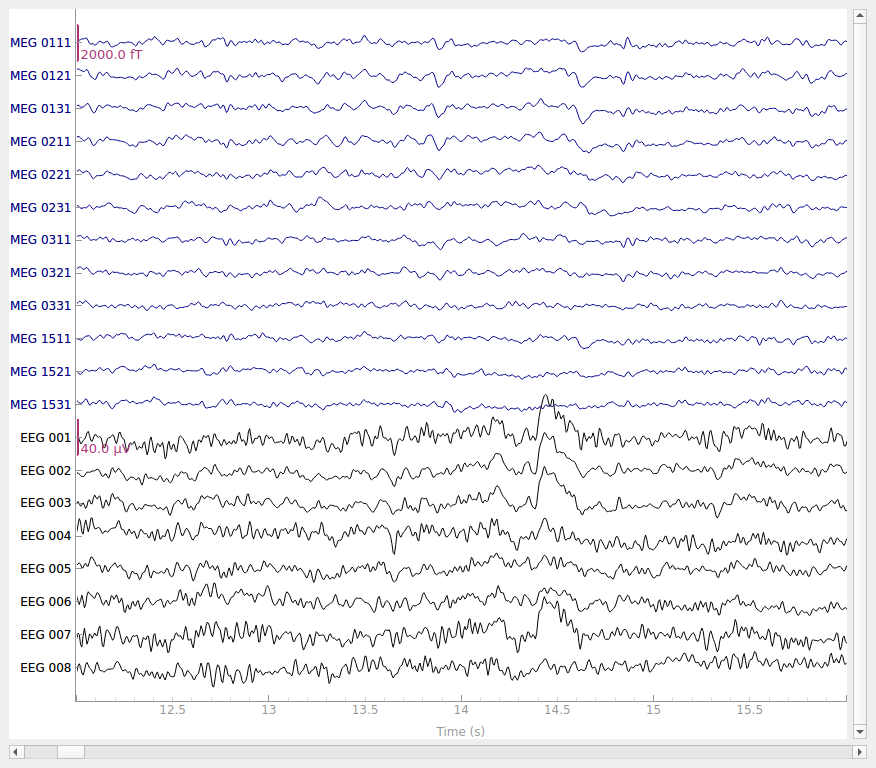 MEG 0111
2000.0 fT
MEG 0121
MEG 0131
MEG 0211
MEG 0221
MEG 0231
MEG 0311
MEG 0321
MEG 0331
MEG 1511
MEG 1521
MEG 1531
EEG 001
40.0 µV
EEG 002
EEG 003
EEG 004
EEG 005
EEG 006
EEG 007
EEG 008
12.5 13 13.5 14 14.5 15 15.5
Time (s)